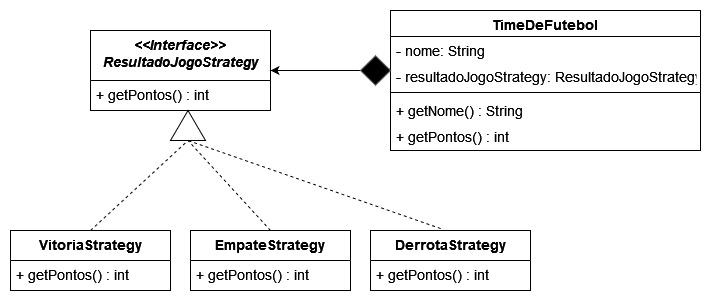 <<Interface>>
ResultadoJogoStrategy
+ getPontos() : int
TimeDeFutebol
- nome: String
- resultadoJogoStrategy: ResultadoJogoStrategy
+ getNome() : String
+ getPontos() : int
VitoriaStrategy
+ getPontos() : int
EmpateStrategy
+ getPontos() : int
DerrotaStrategy
+ getPontos() : int